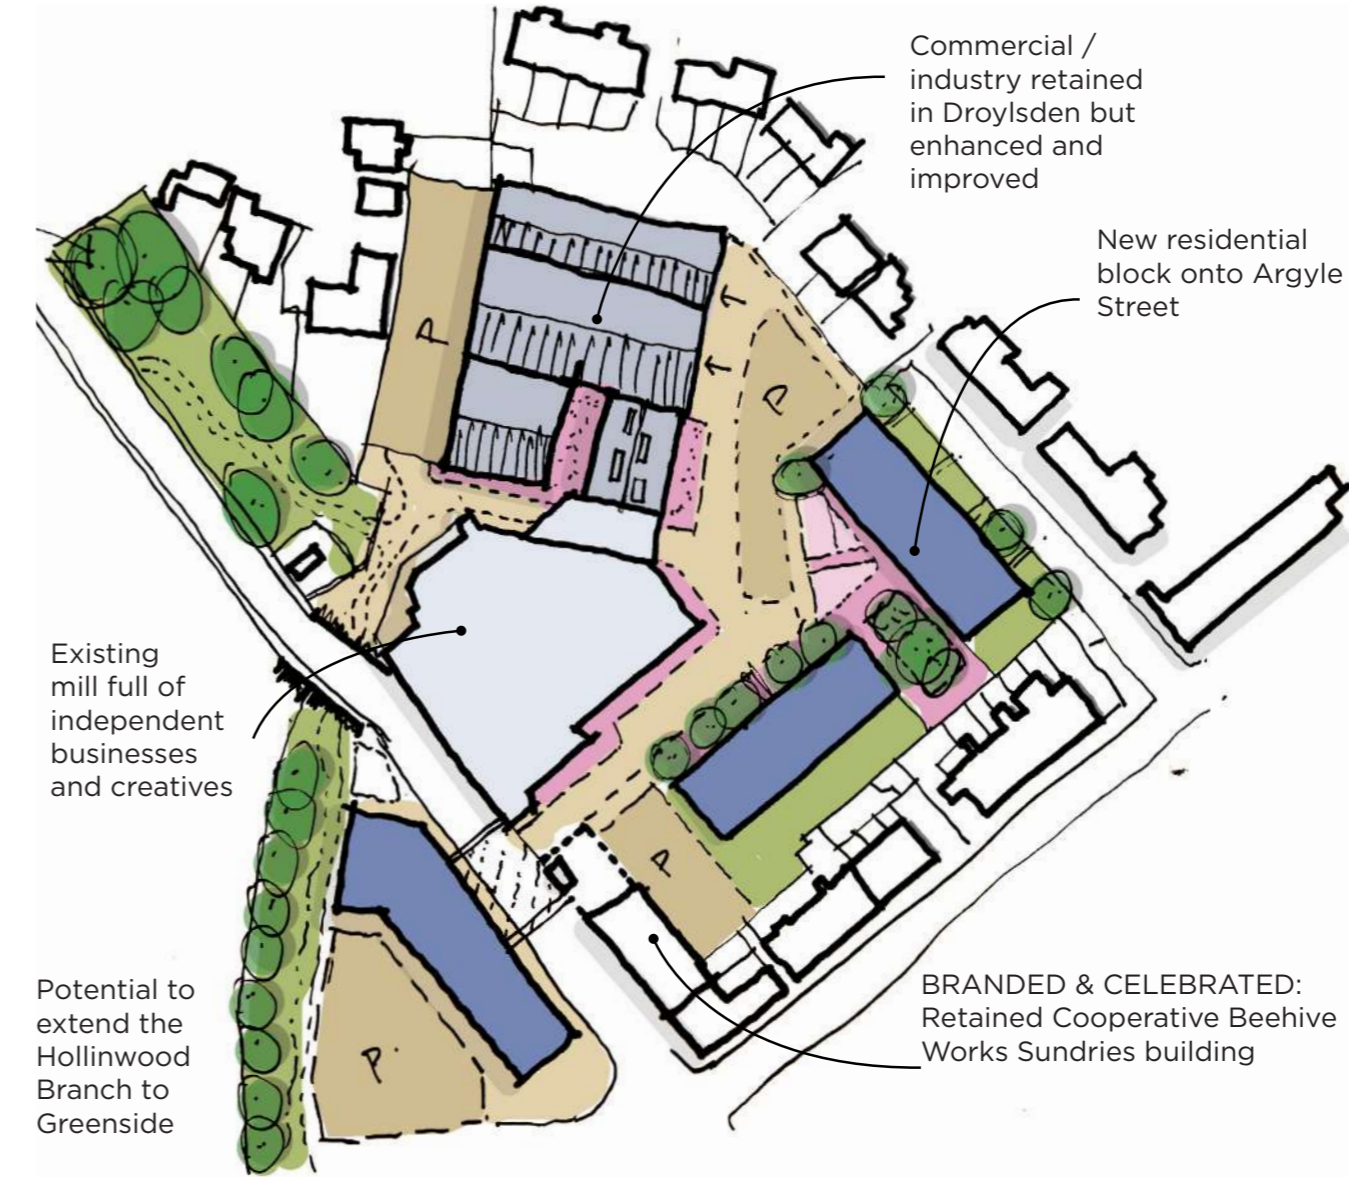 Commercial /
industry retained
in Droylsden but
enhanced and
improved
New residential
block onto Argyle
Street
P
P
Existing
mill full of
independent
businesses
and creatives
P
BRANDED & CELEBRATED:
Retained Cooperative Beehive
Works Sundries building
Potential to
extend the
Hollinwood
Branch to
Greenside
P